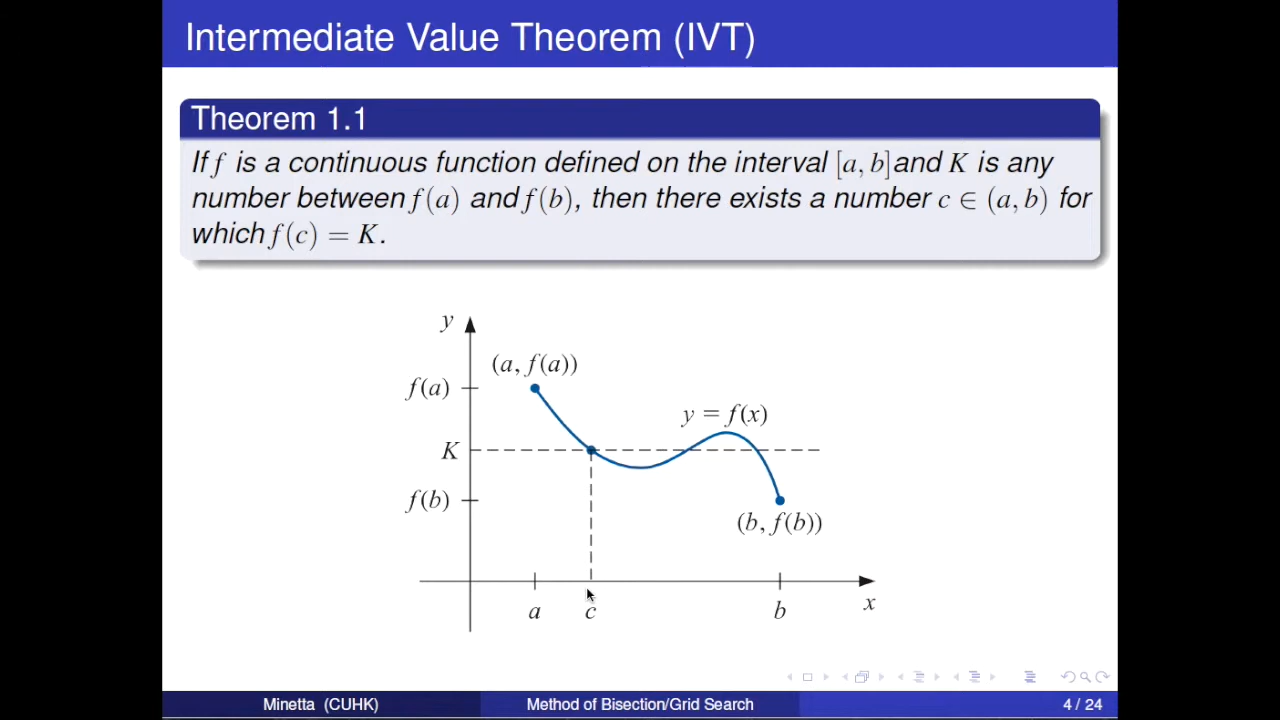 Intermediate Value Theorem (IVT)
Theorem 1.1
If f is a continuous function defined on the interval [a, b]and K is any
number between f(a) and f(b), then there exists a number c ∈ (a, b) for
which f(c) = K.
y
(a, f(a))
f(a)
y = f(x)
K
f(b)
(b, f(b))
a
c
b
x
Minetta (CUHK)
Method of Bisection/Grid Search
4 / 24